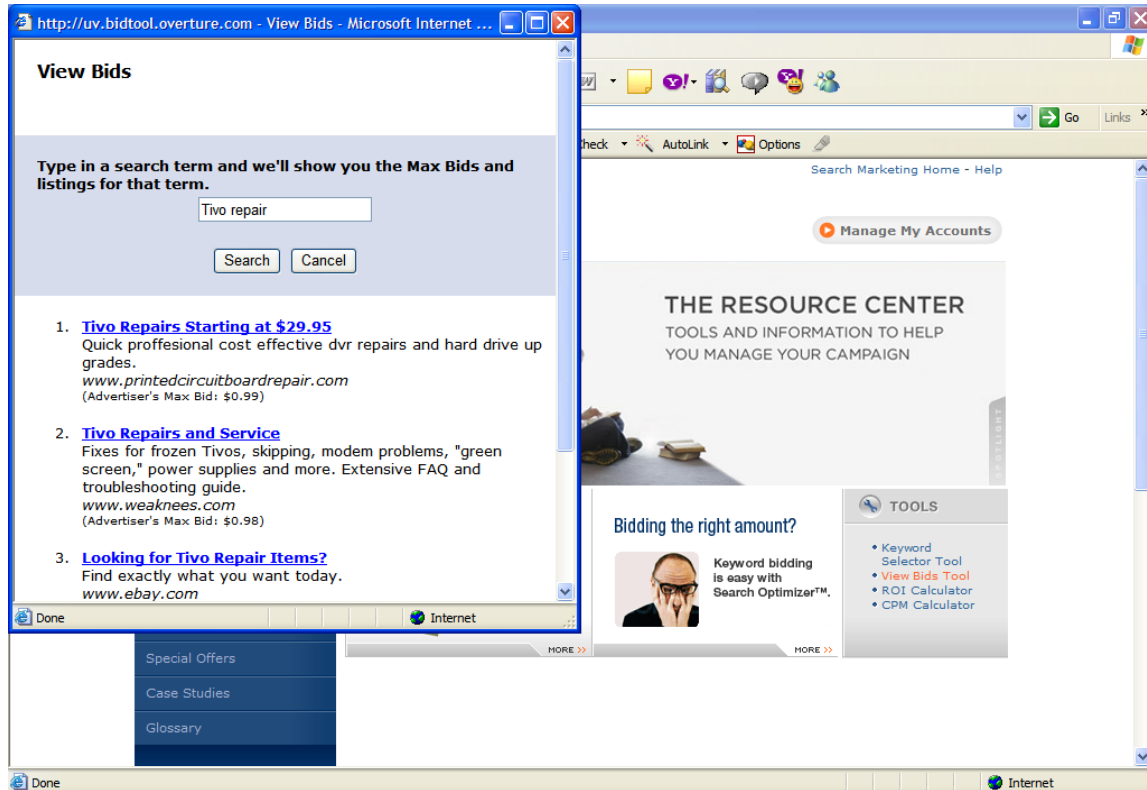 http://uv.bidtool.overture.com - View Bids - Microsoft Internet ...
View Bids
Type in a search term and we'll show you the Max Bids and
listings for that term.
Tivo repair
Search Cancel
1. Tivo Repairs Starting at $29.95
Quick proffesional cost effective dvr repairs and hard drive up
grades.
www.printedcircuitboardrepair.com
(Advertiser's Max Bid: $0.99)
2. Tivo Repairs and Service
Fixes for frozen Tivos, skipping, modem problems, "green
screen," power supplies and more. Extensive FAQ and
troubleshooting guide.
www.weaknees.com
(Advertiser's Max Bid: $0.98)
3. Looking for Tivo Repair Items?
Find exactly what you want today.
www.ebay.com
Done Internet
Go Links
AutoLink Options
Search Marketing Home - Help
Manage My Accounts
THE RESOURCE CENTER
TOOLS AND INFORMATION TO HELP
YOU MANAGE YOUR CAMPAIGN
SPOTLIGHT
Bidding the right amount?
Keyword bidding
is easy with
Search Optimizer™.
MORE >>
MORE >>
TOOLS
• Keyword
Selector Tool
• View Bids Tool
• ROI Calculator
• CPM Calculator
Special Offers
Case Studies
Glossary
Done Internet